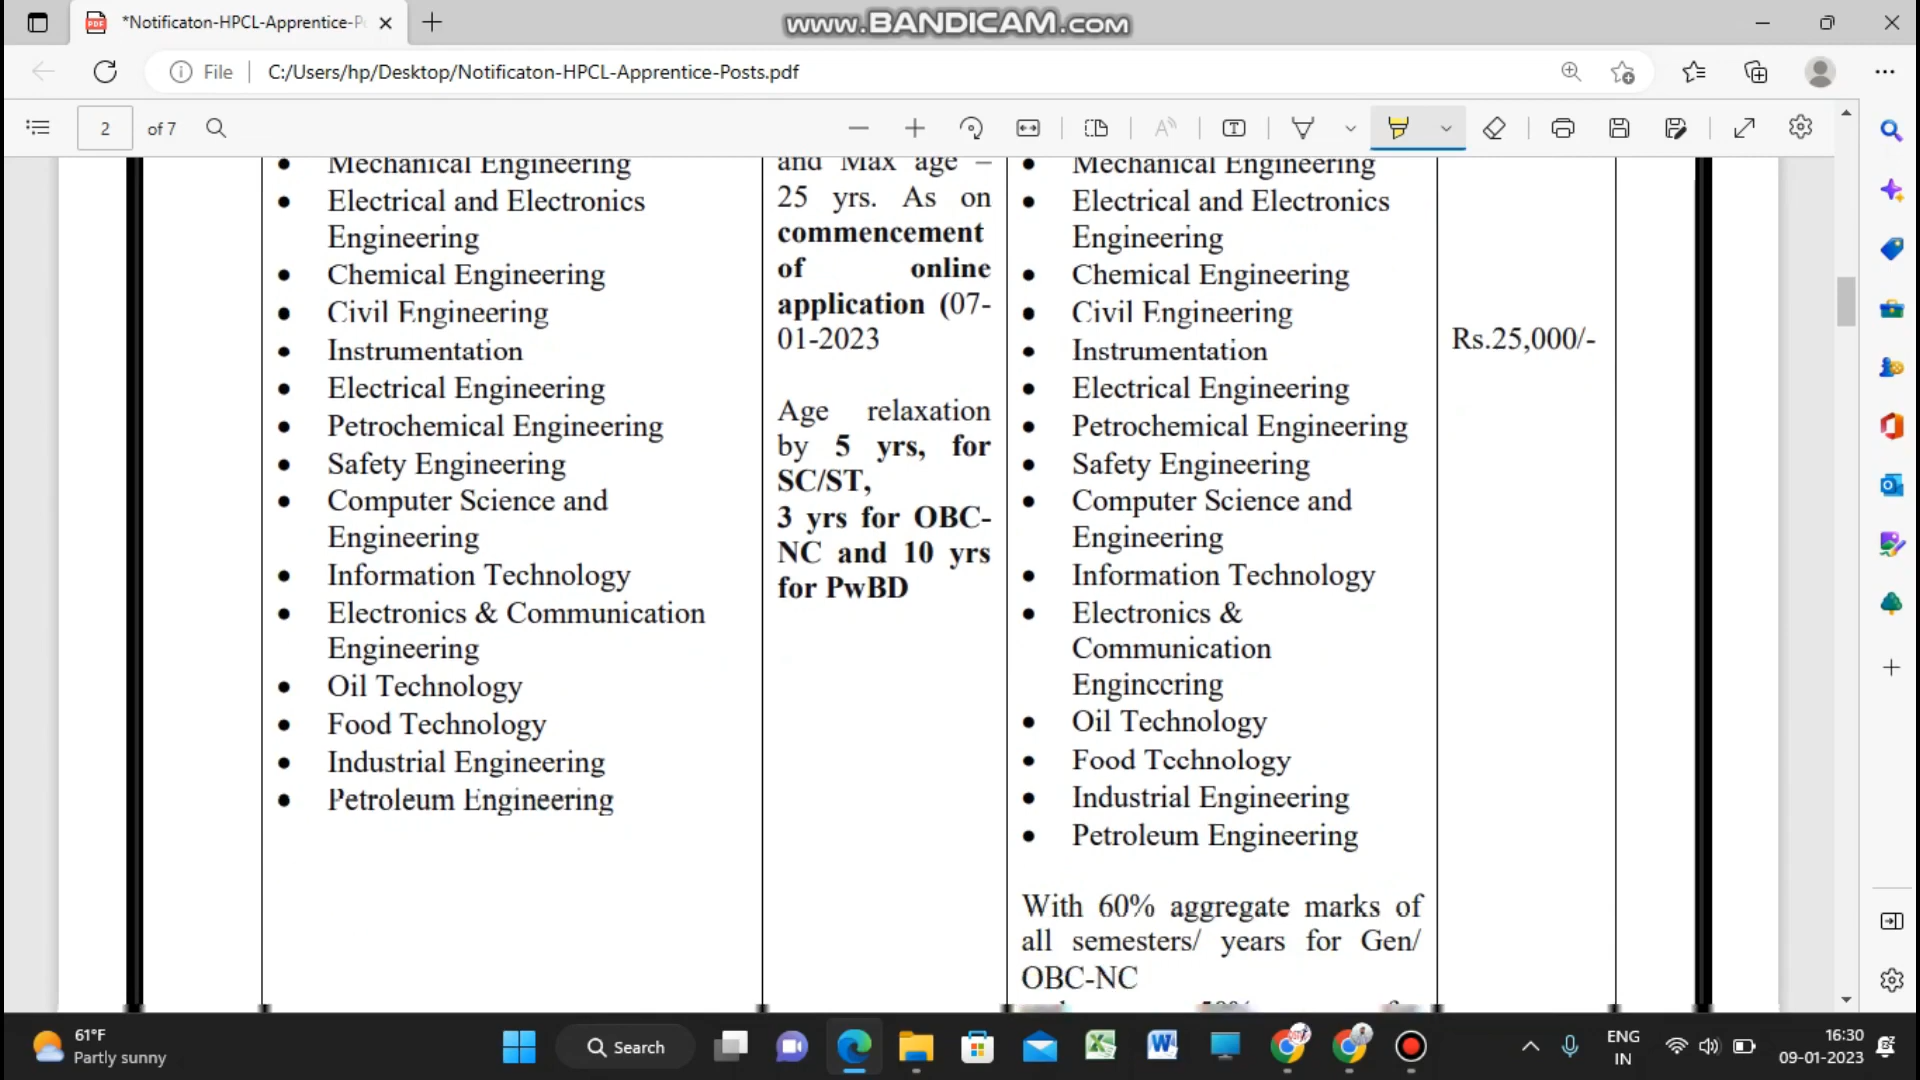 *Notificaton-HPCL-Apprentice-P
www.BANDICAM.com
File
C:/Users/hp/Desktop/Notificaton-HPCL-Apprentice-Posts.pdf
2 of 7
• Mechanical Engineering
• Electrical and Electronics
Engineering
• Chemical Engineering
• Civil Engineering
• Instrumentation
• Electrical Engineering
• Petrochemical Engineering
• Safety Engineering
• Computer Science and
Engineering
• Information Technology
• Electronics & Communication
Engineering
• Oil Technology
• Food Technology
• Industrial Engineering
• Petroleum Engineering
and Max age –
25 yrs. As on
commencement
of online
application (07-
01-2023
Age relaxation
by 5 yrs, for
SC/ST,
3 yrs for OBC-
NC and 10 yrs
for PwBD
• Mechanical Engineering
• Electrical and Electronics
Engineering
• Chemical Engineering
• Civil Engineering
• Instrumentation
• Electrical Engineering
• Petrochemical Engineering
• Safety Engineering
• Computer Science and
Engineering
• Information Technology
• Electronics &
Communication
Engineering
• Oil Technology
• Food Technology
• Industrial Engineering
• Petroleum Engineering
With 60% aggregate marks of
all semesters/ years for Gen/
OBC-NC
Rs.25,000/-
61°F
Partly sunny
Search
ENG
IN
16:30
09-01-2023